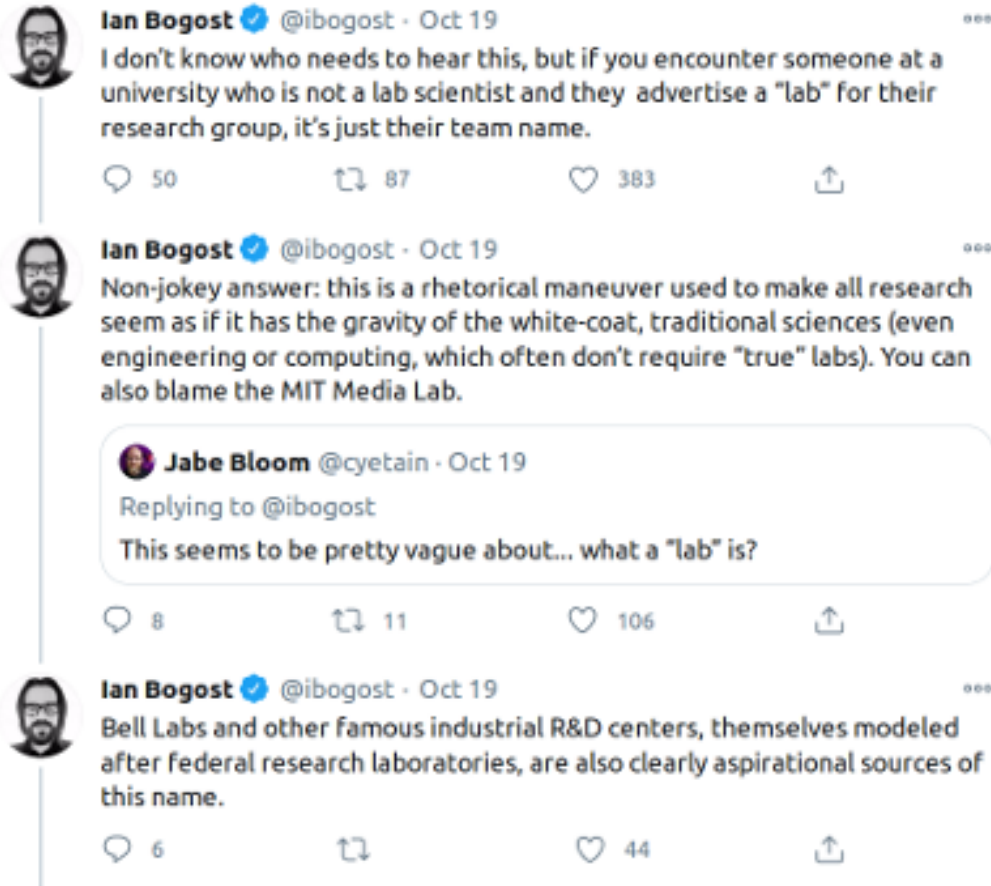 Ian Bogost @ibogost · Oct 19
I don't know who needs to hear this, but if you encounter someone at a
university who is not a lab scientist and they advertise a "lab" for their
research group, it's just their team name.
50 87 383
Ian Bogost @ibogost · Oct 19
Non-jokey answer: this is a rhetorical maneuver used to make all research
seem as if it has the gravity of the white-coat, traditional sciences (even
engineering or computing, which often don't require "true" labs). You can
also blame the MIT Media Lab.
Jabe Bloom @cyetain · Oct 19
Replying to @ibogost
This seems to be pretty vague about... what a "lab" is?
8 11 106
Ian Bogost @ibogost · Oct 19
Bell Labs and other famous industrial R&D centers, themselves modeled
after federal research laboratories, are also clearly aspirational sources of
this name.
6 44